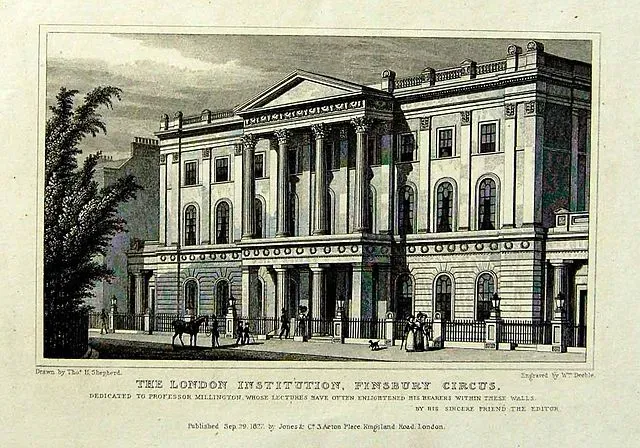 Drawn by Thos. H. Shepherd.
Engraved by Wm. Deeble.
THE LONDON INSTITUTION, FINSBURY CIRCUS.
DEDICATED TO PROFESSOR MILLINGTON, WHOSE LECTURES HAVE OFTEN ENLIGHTENED HIS HEARERS WITHIN THESE WALLS.
BY HIS SINCERE FRIEND THE EDITOR
Published Sep. 29. 1827. by Jones & Co. 3. Acton Place, Kingsland Road, London.